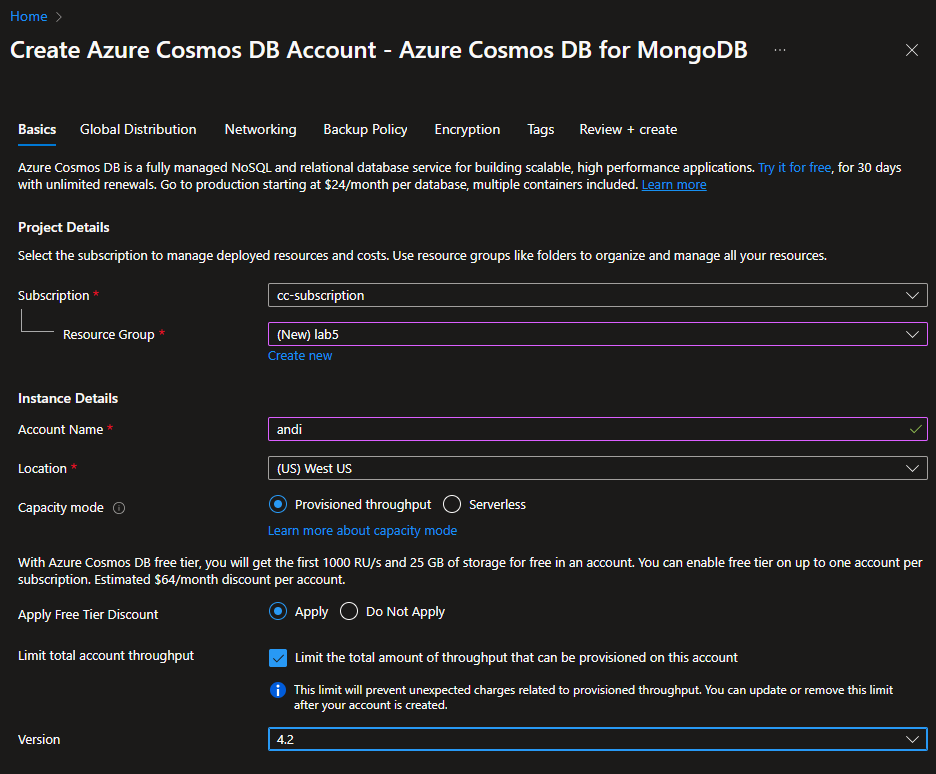 Home
Create Azure Cosmos DB Account - Azure Cosmos DB for MongoDB
Basics Global Distribution Networking Backup Policy Encryption Tags Review + create
Azure Cosmos DB is a fully managed NoSQL and relational database service for building scalable, high performance applications. Try it for free, for 30 days
with unlimited renewals. Go to production starting at $24/month per database, multiple containers included. Learn more
Project Details
Select the subscription to manage deployed resources and costs. Use resource groups like folders to organize and manage all your resources.
Subscription * cc-subscription
Resource Group * (New) lab5
Create new
Instance Details
Account Name * andi
Location * (US) West US
Capacity mode Provisioned throughput Serverless
Learn more about capacity mode
With Azure Cosmos DB free tier, you will get the first 1000 RU/s and 25 GB of storage for free in an account. You can enable free tier on up to one account per
subscription. Estimated $64/month discount per account.
Apply Free Tier Discount Apply Do Not Apply
Limit total account throughput Limit the total amount of throughput that can be provisioned on this account
This limit will prevent unexpected charges related to provisioned throughput. You can update or remove this limit
after your account is created.
Version 4.2